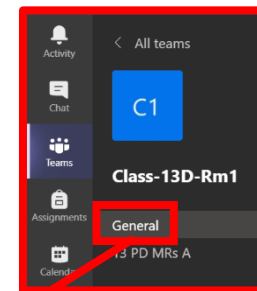 Activity
< All teams
Chat
C1
Teams
Class-13D-Rm1
Assignments
General
13 PD MRs A
Calendar